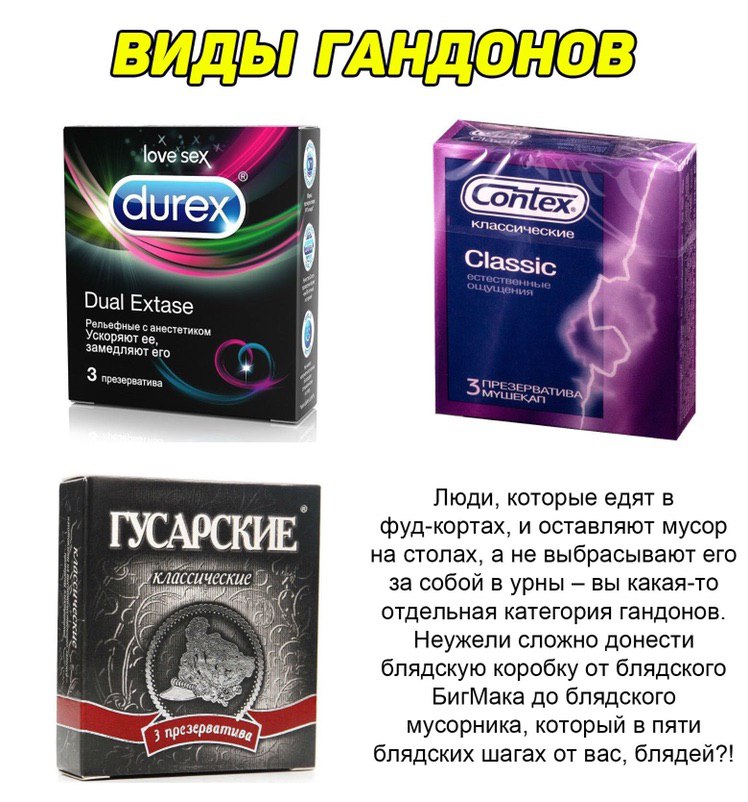 ВИДЫ ГАНДОНОВ
love sex
durex®
Dual Extase
Рельефные с анестетиком
Ускоряют ее,
замедляют его
3 презерватива
Contex®
классические
Classic
естественные
ощущения
3 ПРЕЗЕРВАТИВА
МҮШЕҚАП
ГУСАРСКИЕ®
классические
классические
3 презерватива
Люди, которые едят в
фуд-кортах, и оставляют мусор
на столах, а не выбрасывают его
за собой в урны – вы какая-то
отдельная категория гандонов.
Неужели сложно донести
блядскую коробку от блядского
БигМака до блядского
мусорника, который в пяти
блядских шагах от вас, блядей?!